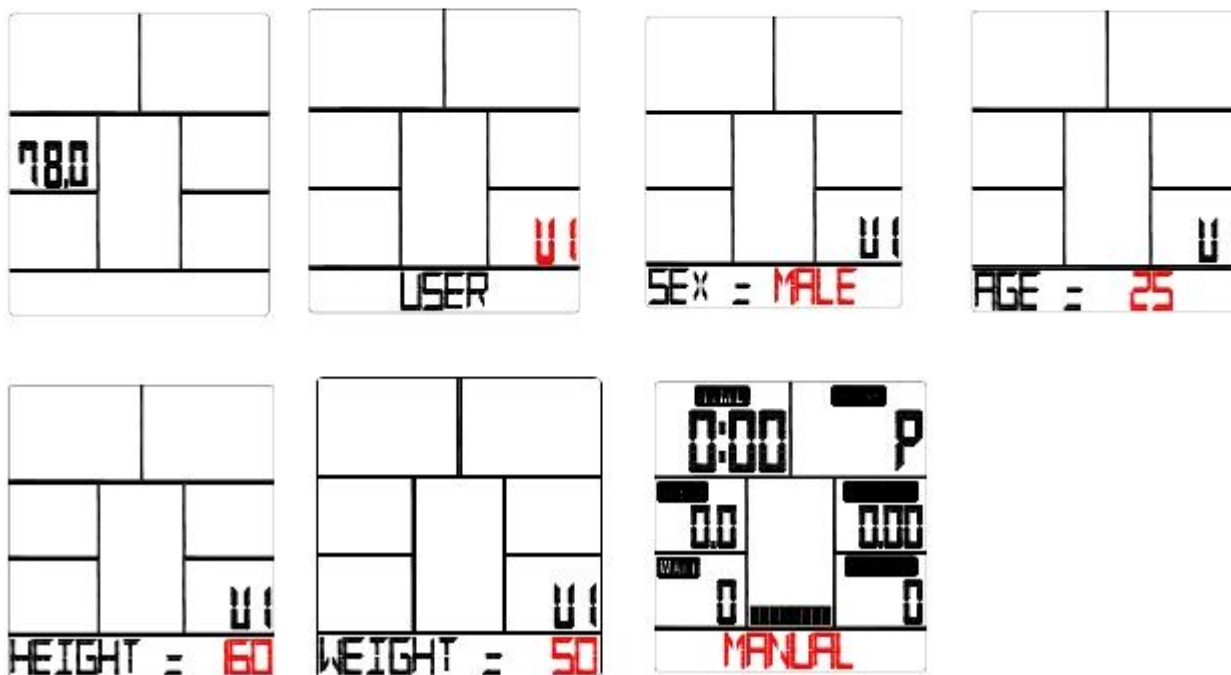 78.0
U1
USER
U1
SEX = MALE
U
AGE = 25
U1
HEIGHT = 160
U1
WEIGHT = 50
0:00 P
0.0 0.00
WATT
0 0
MANUAL